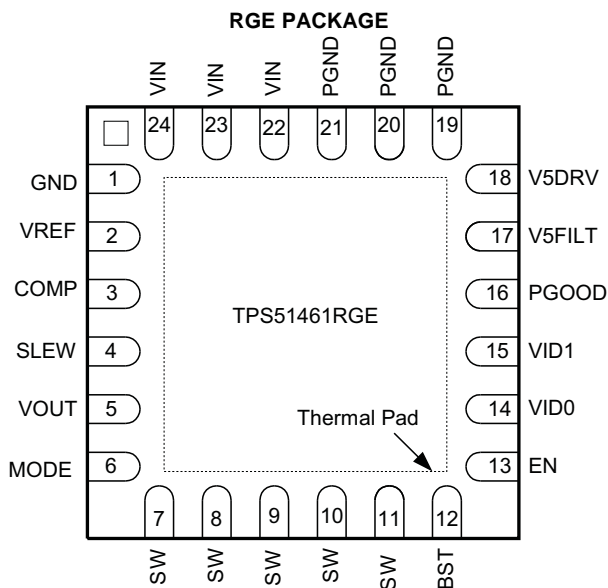 RGE PACKAGE
VIN
VIN
VIN
PGND
PGND
PGND
24
23
22
21
20
19
GND
1
18
V5DRV
VREF
2
17
V5FILT
COMP
3
16
PGOOD
TPS51461RGE
SLEW
4
15
VID1
VOUT
5
14
VID0
Thermal Pad
MODE
6
13
EN
7
8
9
10
11
12
SW
SW
SW
SW
SW
BST